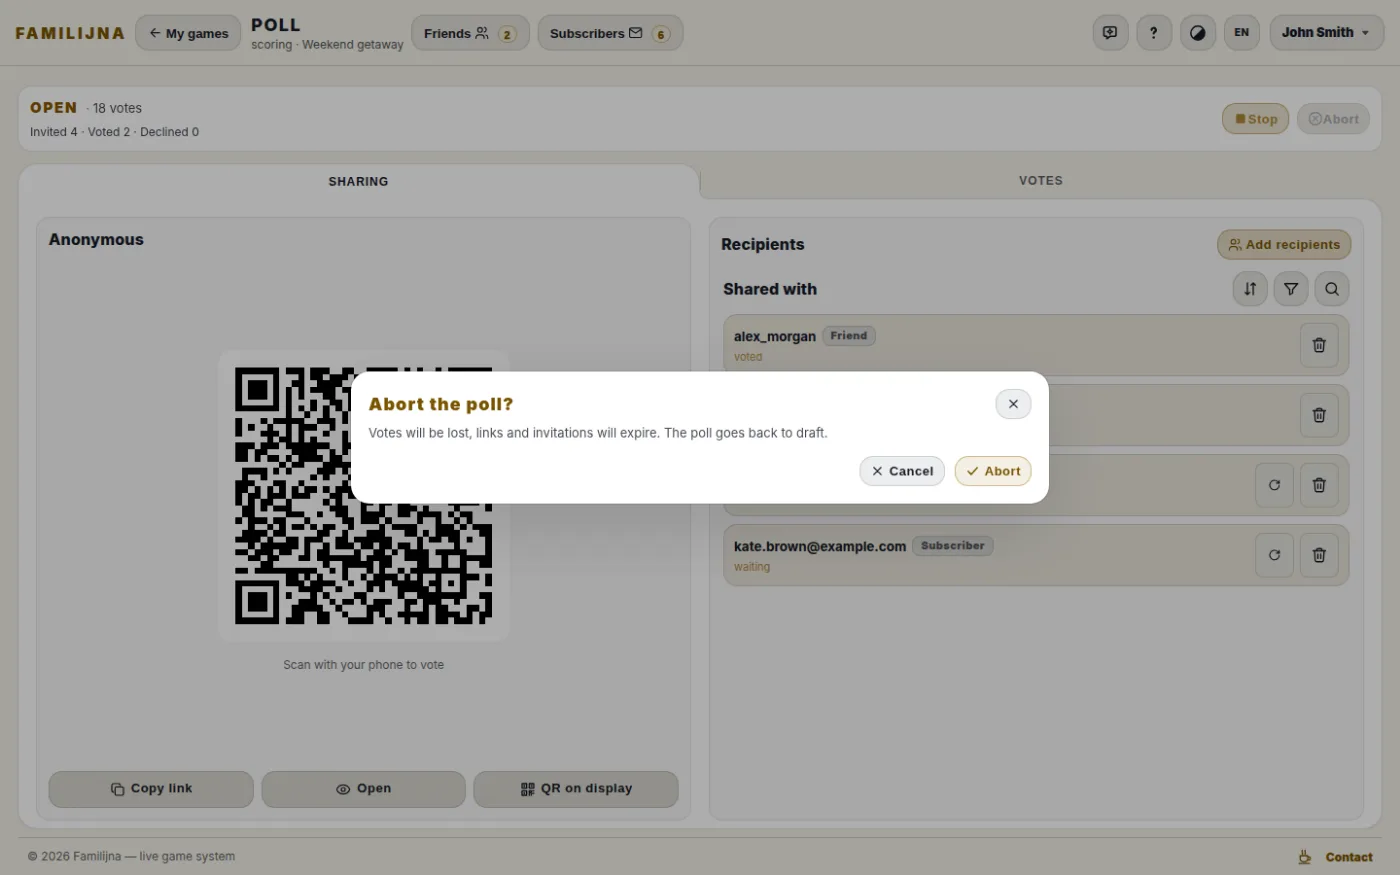 FAMILIJNA
My games
POLL
scoring · Weekend getaway
Friends 2
Subscribers 6
?
EN
John Smith
OPEN · 18 votes
Invited 4 · Voted 2 · Declined 0
Stop
Abort
SHARING
VOTES
Anonymous
Scan with your phone to vote
Copy link
Open
QR on display
Recipients
Add recipients
Shared with
alex_morgan Friend
voted
Abort the poll?
Votes will be lost, links and invitations will expire. The poll goes back to draft.
Cancel
Abort
kate.brown@example.com Subscriber
waiting
© 2026 Familijna — live game system
Contact